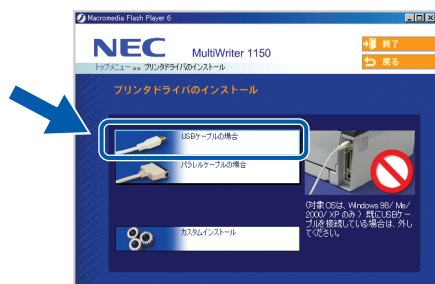 Macromedia Flash Player 6
NEC MultiWriter 1150
終了
戻る
トップメニュー >> プリンタドライバのインストール
プリンタドライバのインストール
USBケーブルの場合
パラレルケーブルの場合
カスタムインストール
(対象OSは、Windows 98/ Me/
2000/ XP のみ ) 既にUSBケー
ブルを接続している場合は、外し
てください。